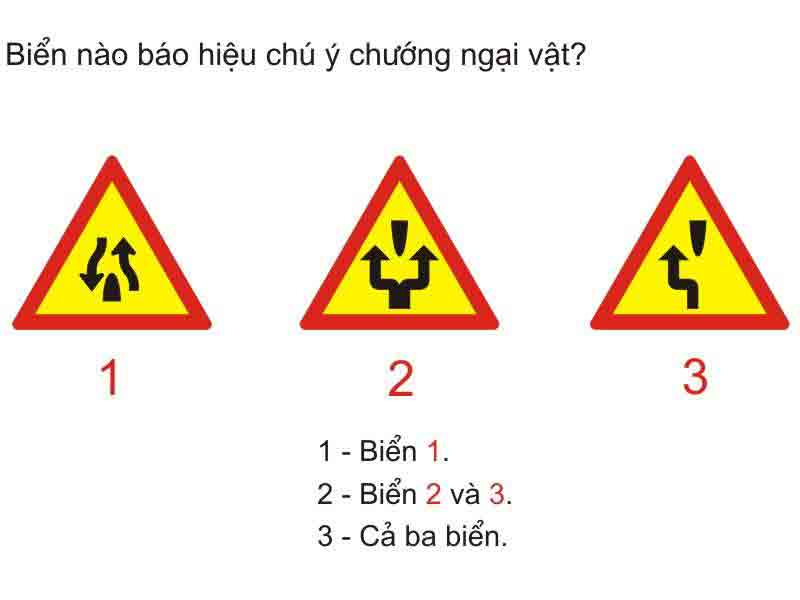 Biển nào báo hiệu chú ý chướng ngại vật?
1 2 3
1 - Biển 1.
2 - Biển 2 và 3.
3 - Cả ba biển.